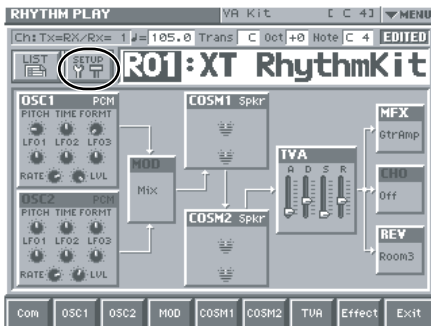 RHYTHM PLAY VA Kit [ C 4] ▼MENU
Ch:Tx=RX/RX= 1 ♩= 105.0 Trans C Oct +0 Note C 4 EDITED
LIST SETUP R01:XT RhythmKit
OSC1 PCM
PITCH TIME FORMT
LFO1 LFO2 LFO3
RATE LVL
OSC2 PCM
PITCH TIME FORMT
LFO1 LFO2 LFO3
RATE LVL
MOD
Mix
COSM1 Spkr
COSM2 Spkr
TVA
A D S R
MFX
GtrAmp
CHO
Off
REV
Room3
Com OSC1 OSC2 MOD COSM1 COSM2 TVA Effect Exit